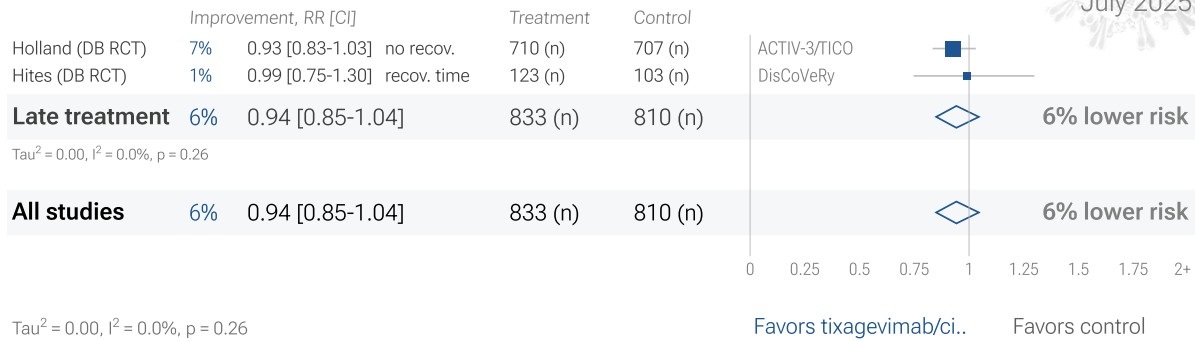 July 2025
Improvement, RR [CI] Treatment Control
Holland (DB RCT) 7% 0.93 [0.83-1.03] no recov. 710 (n) 707 (n) ACTIV-3/TICO
Hites (DB RCT) 1% 0.99 [0.75-1.30] recov. time 123 (n) 103 (n) DisCoVeRy
Late treatment 6% 0.94 [0.85-1.04] 833 (n) 810 (n) 6% lower risk
Tau² = 0.00, I² = 0.0%, p = 0.26
All studies 6% 0.94 [0.85-1.04] 833 (n) 810 (n) 6% lower risk
0 0.25 0.5 0.75 1 1.25 1.5 1.75 2+
Tau² = 0.00, I² = 0.0%, p = 0.26 Favors tixagevimab/ci.. Favors control